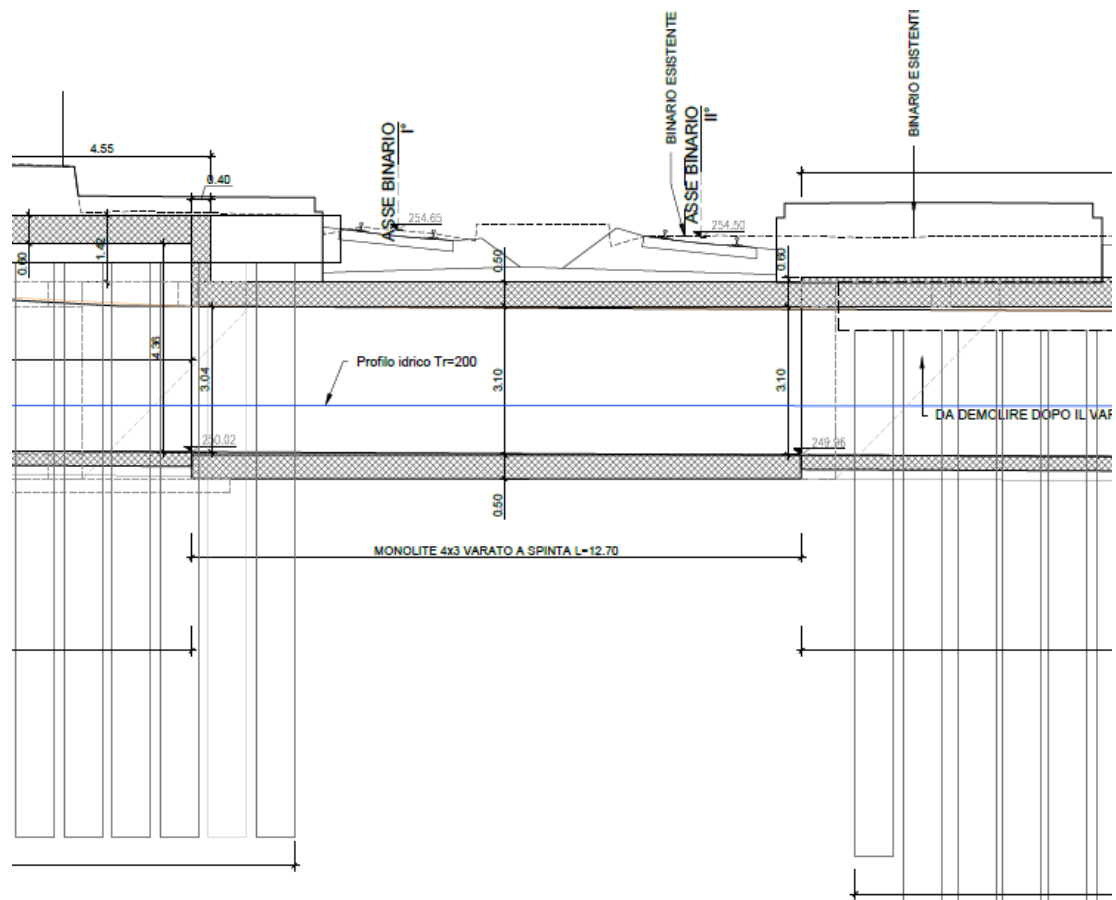 BINARIO ESISTENTE
BINARIO ESISTENTI
ASSE BINARIO
I°
ASSE BINARIO
II°
4.55
0.40
254.65
254.50
0.60
1.42
0.50
0.60
4.36
3.04
Profilo idrico Tr=200
3.10
3.10
DA DEMOLIRE DOPO IL VAR
250.02
249.96
0.50
MONOLITE 4x3 VARATO A SPINTA L=12.70